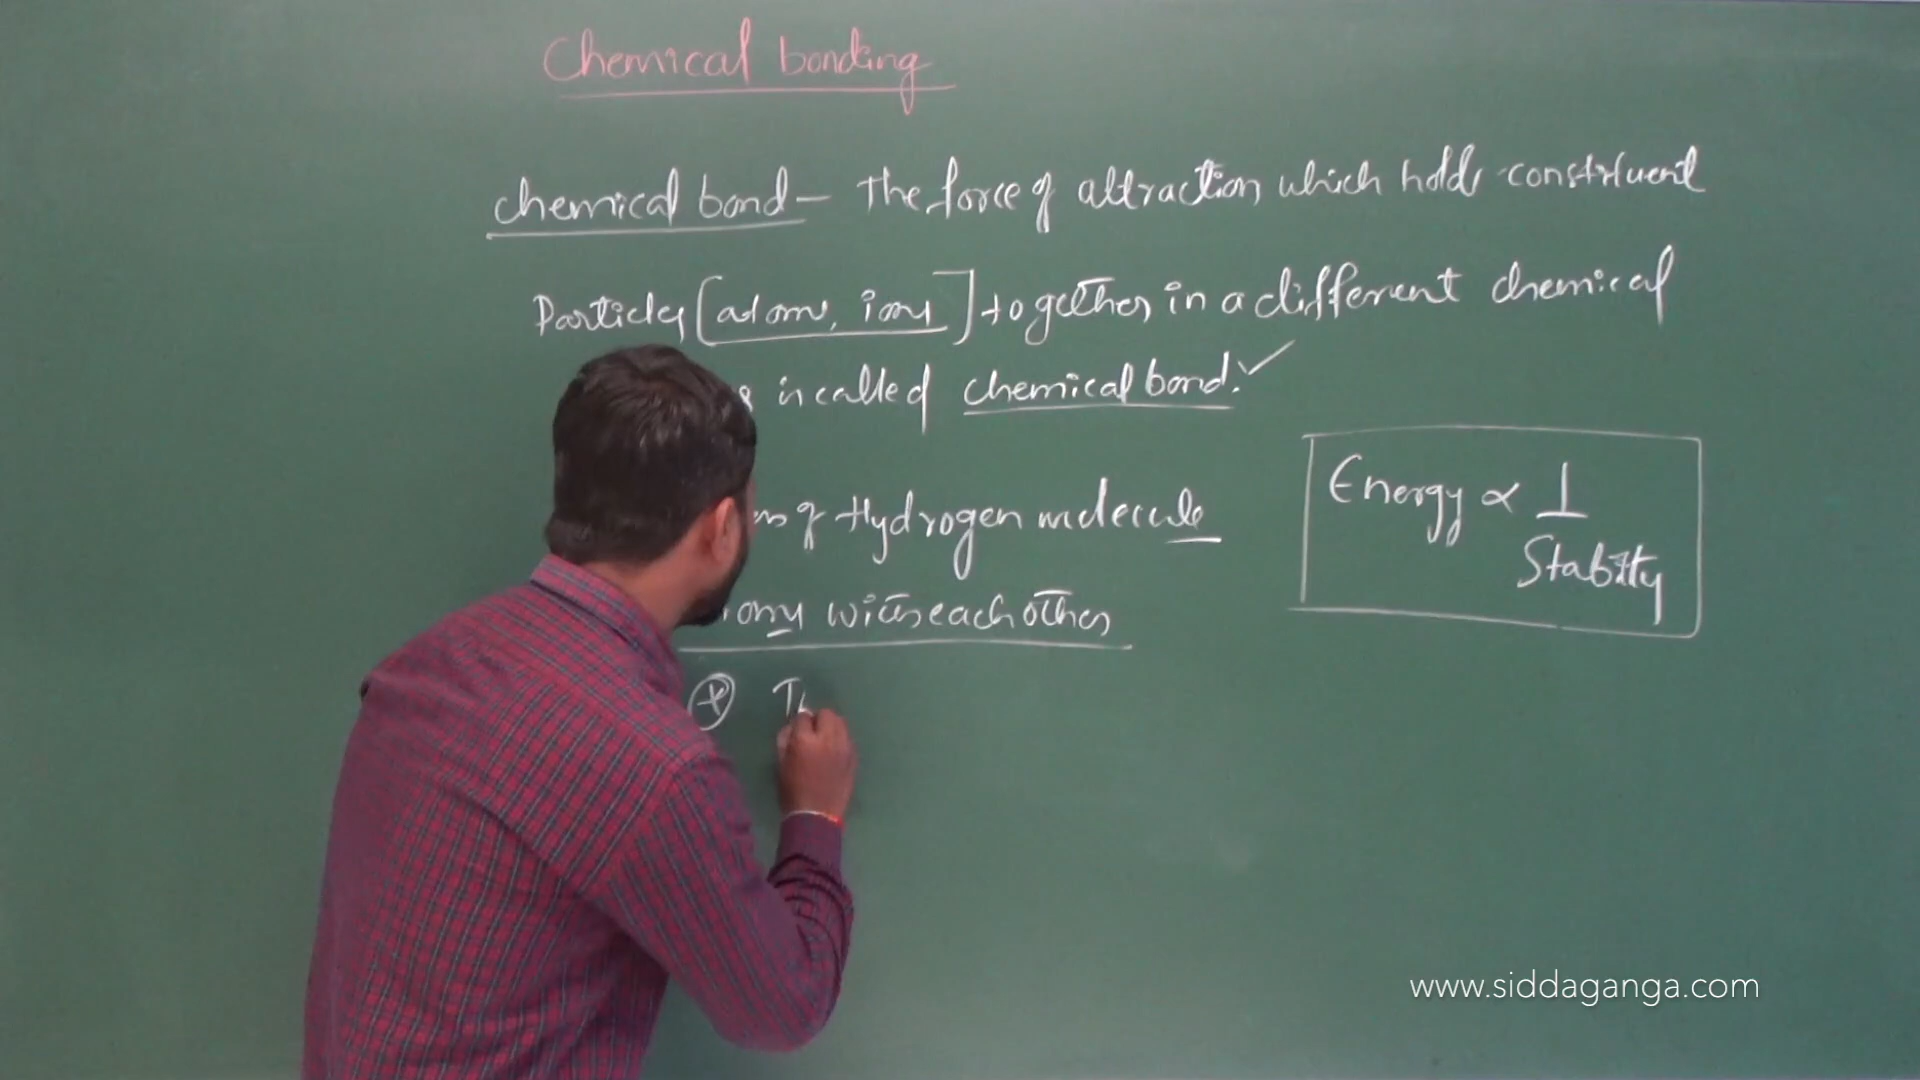 Chemical bonding
chemical bond - The force of attraction which holds constituent
Particles [atoms, ions] together in a different chemical
is called chemical bond.
of Hydrogen molecule
with each other
Energy ∝ 1
Stability
Th
www.siddaganga.com